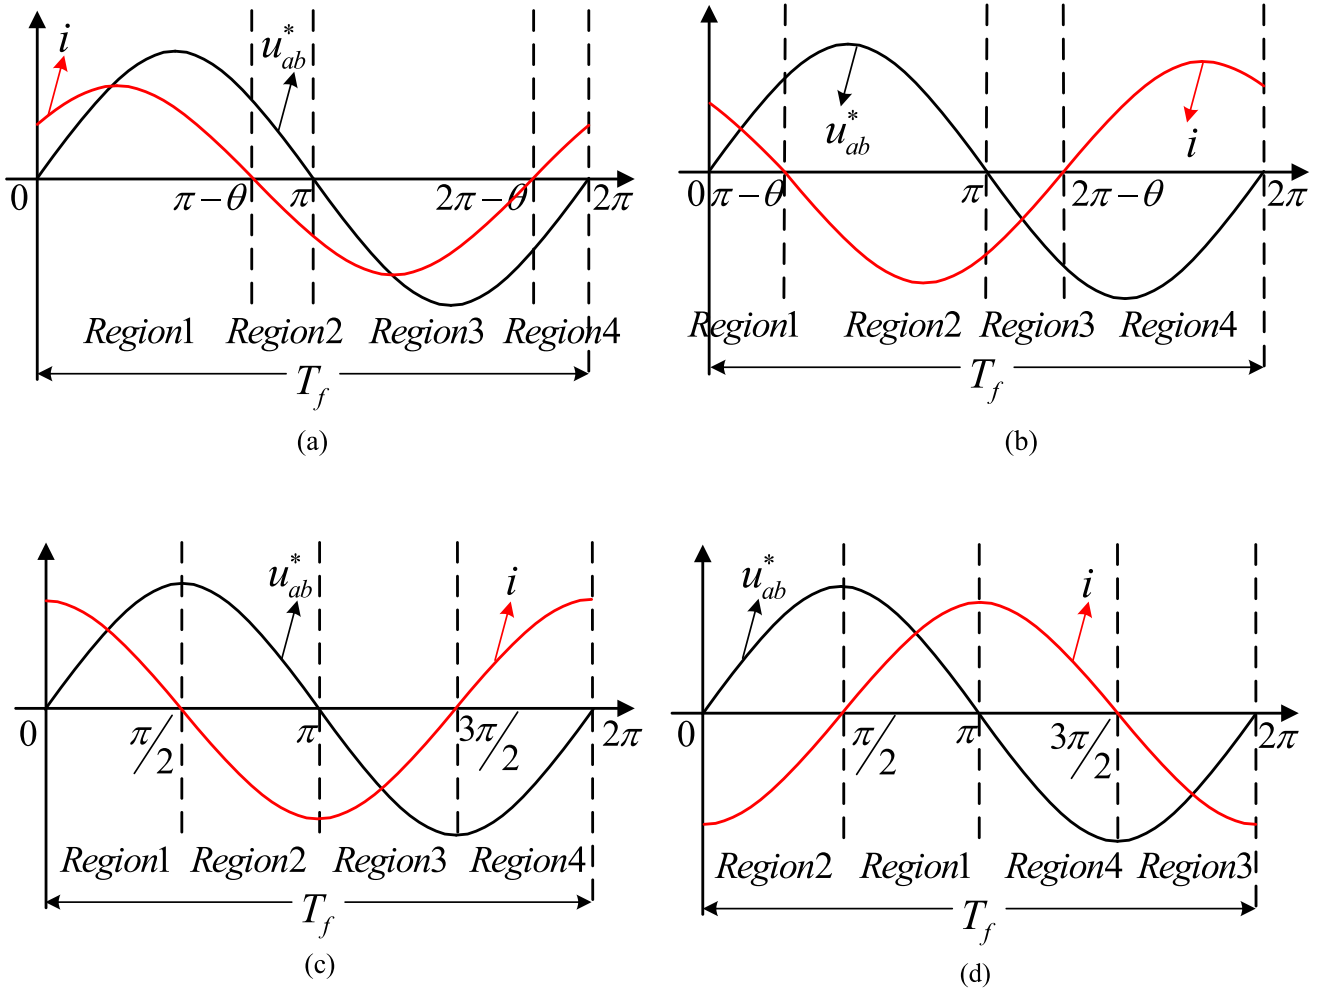 i
u*ab
0
π−θ
π
2π−θ
2π
Region1 Region2 Region3 Region4
Tf
(a)
u*ab
i
0
π−θ
π
2π−θ
2π
Region1 Region2 Region3 Region4
Tf
(b)
u*ab
i
0
π/2
π
3π/2
2π
Region1 Region2 Region3 Region4
Tf
(c)
u*ab
i
0
π/2
π
3π/2
2π
Region2 Region1 Region4 Region3
Tf
(d)